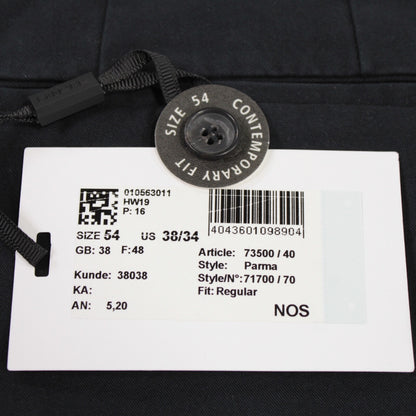 SIZE 54 CONTEMPORARY FIT
010563011
HW19
P: 16
4043601098904
SIZE 54 US 38/34
GB: 38 F: 48
Kunde: 38038
KA:
AN: 5,20
Article: 73500 / 40
Style: Parma
Style/N°: 71700 / 70
Fit: Regular
NOS